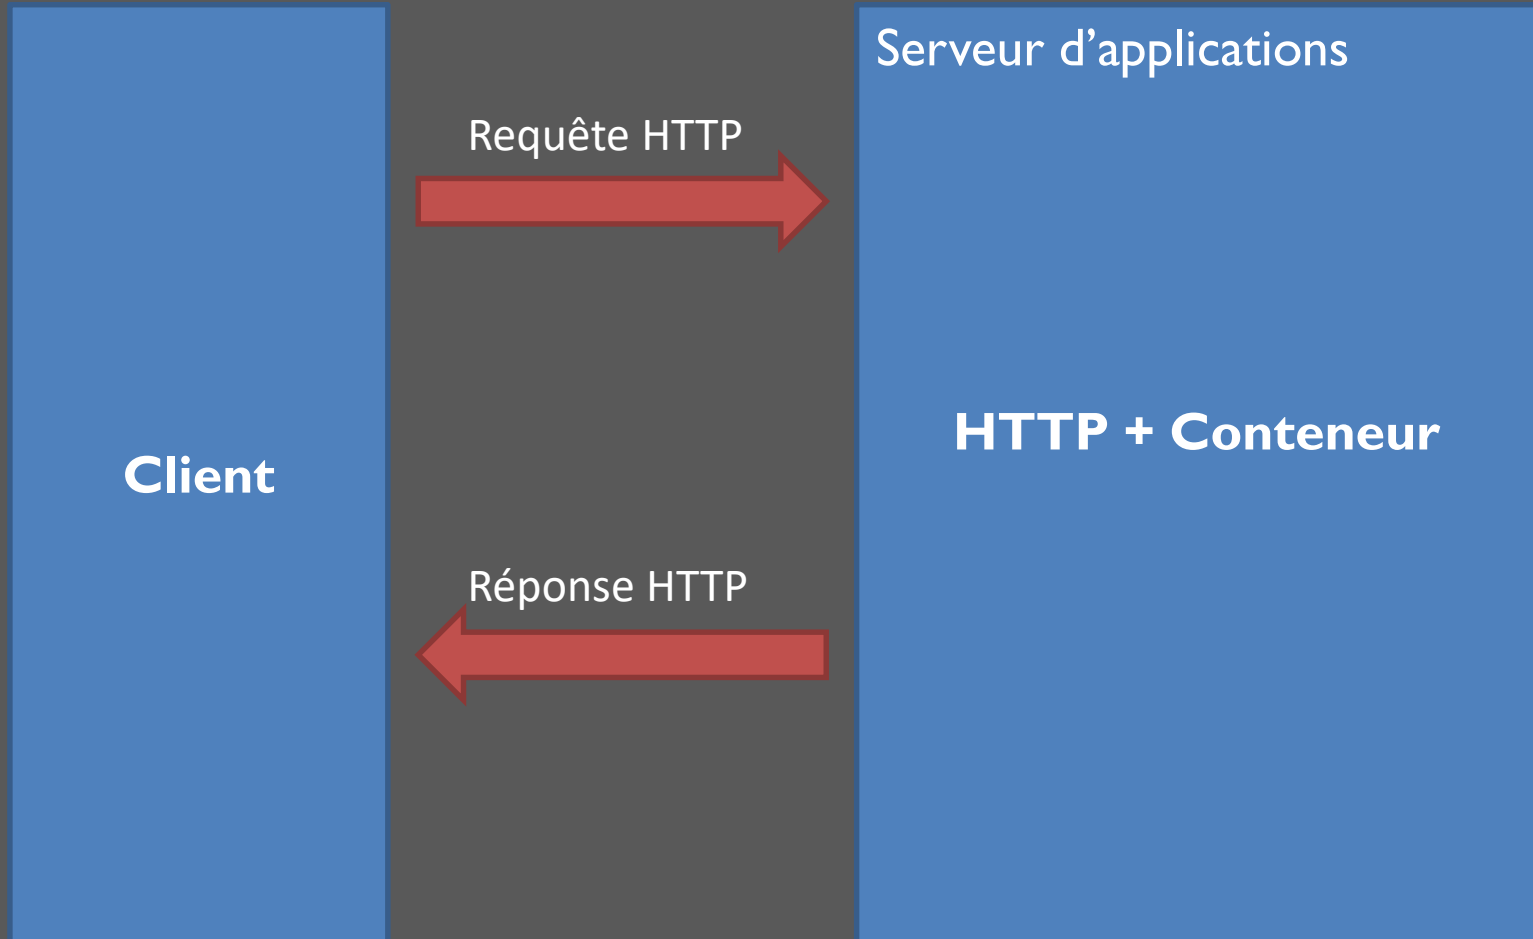 Serveur d’applications
Requête HTTP
HTTP + Conteneur
Client
Réponse HTTP